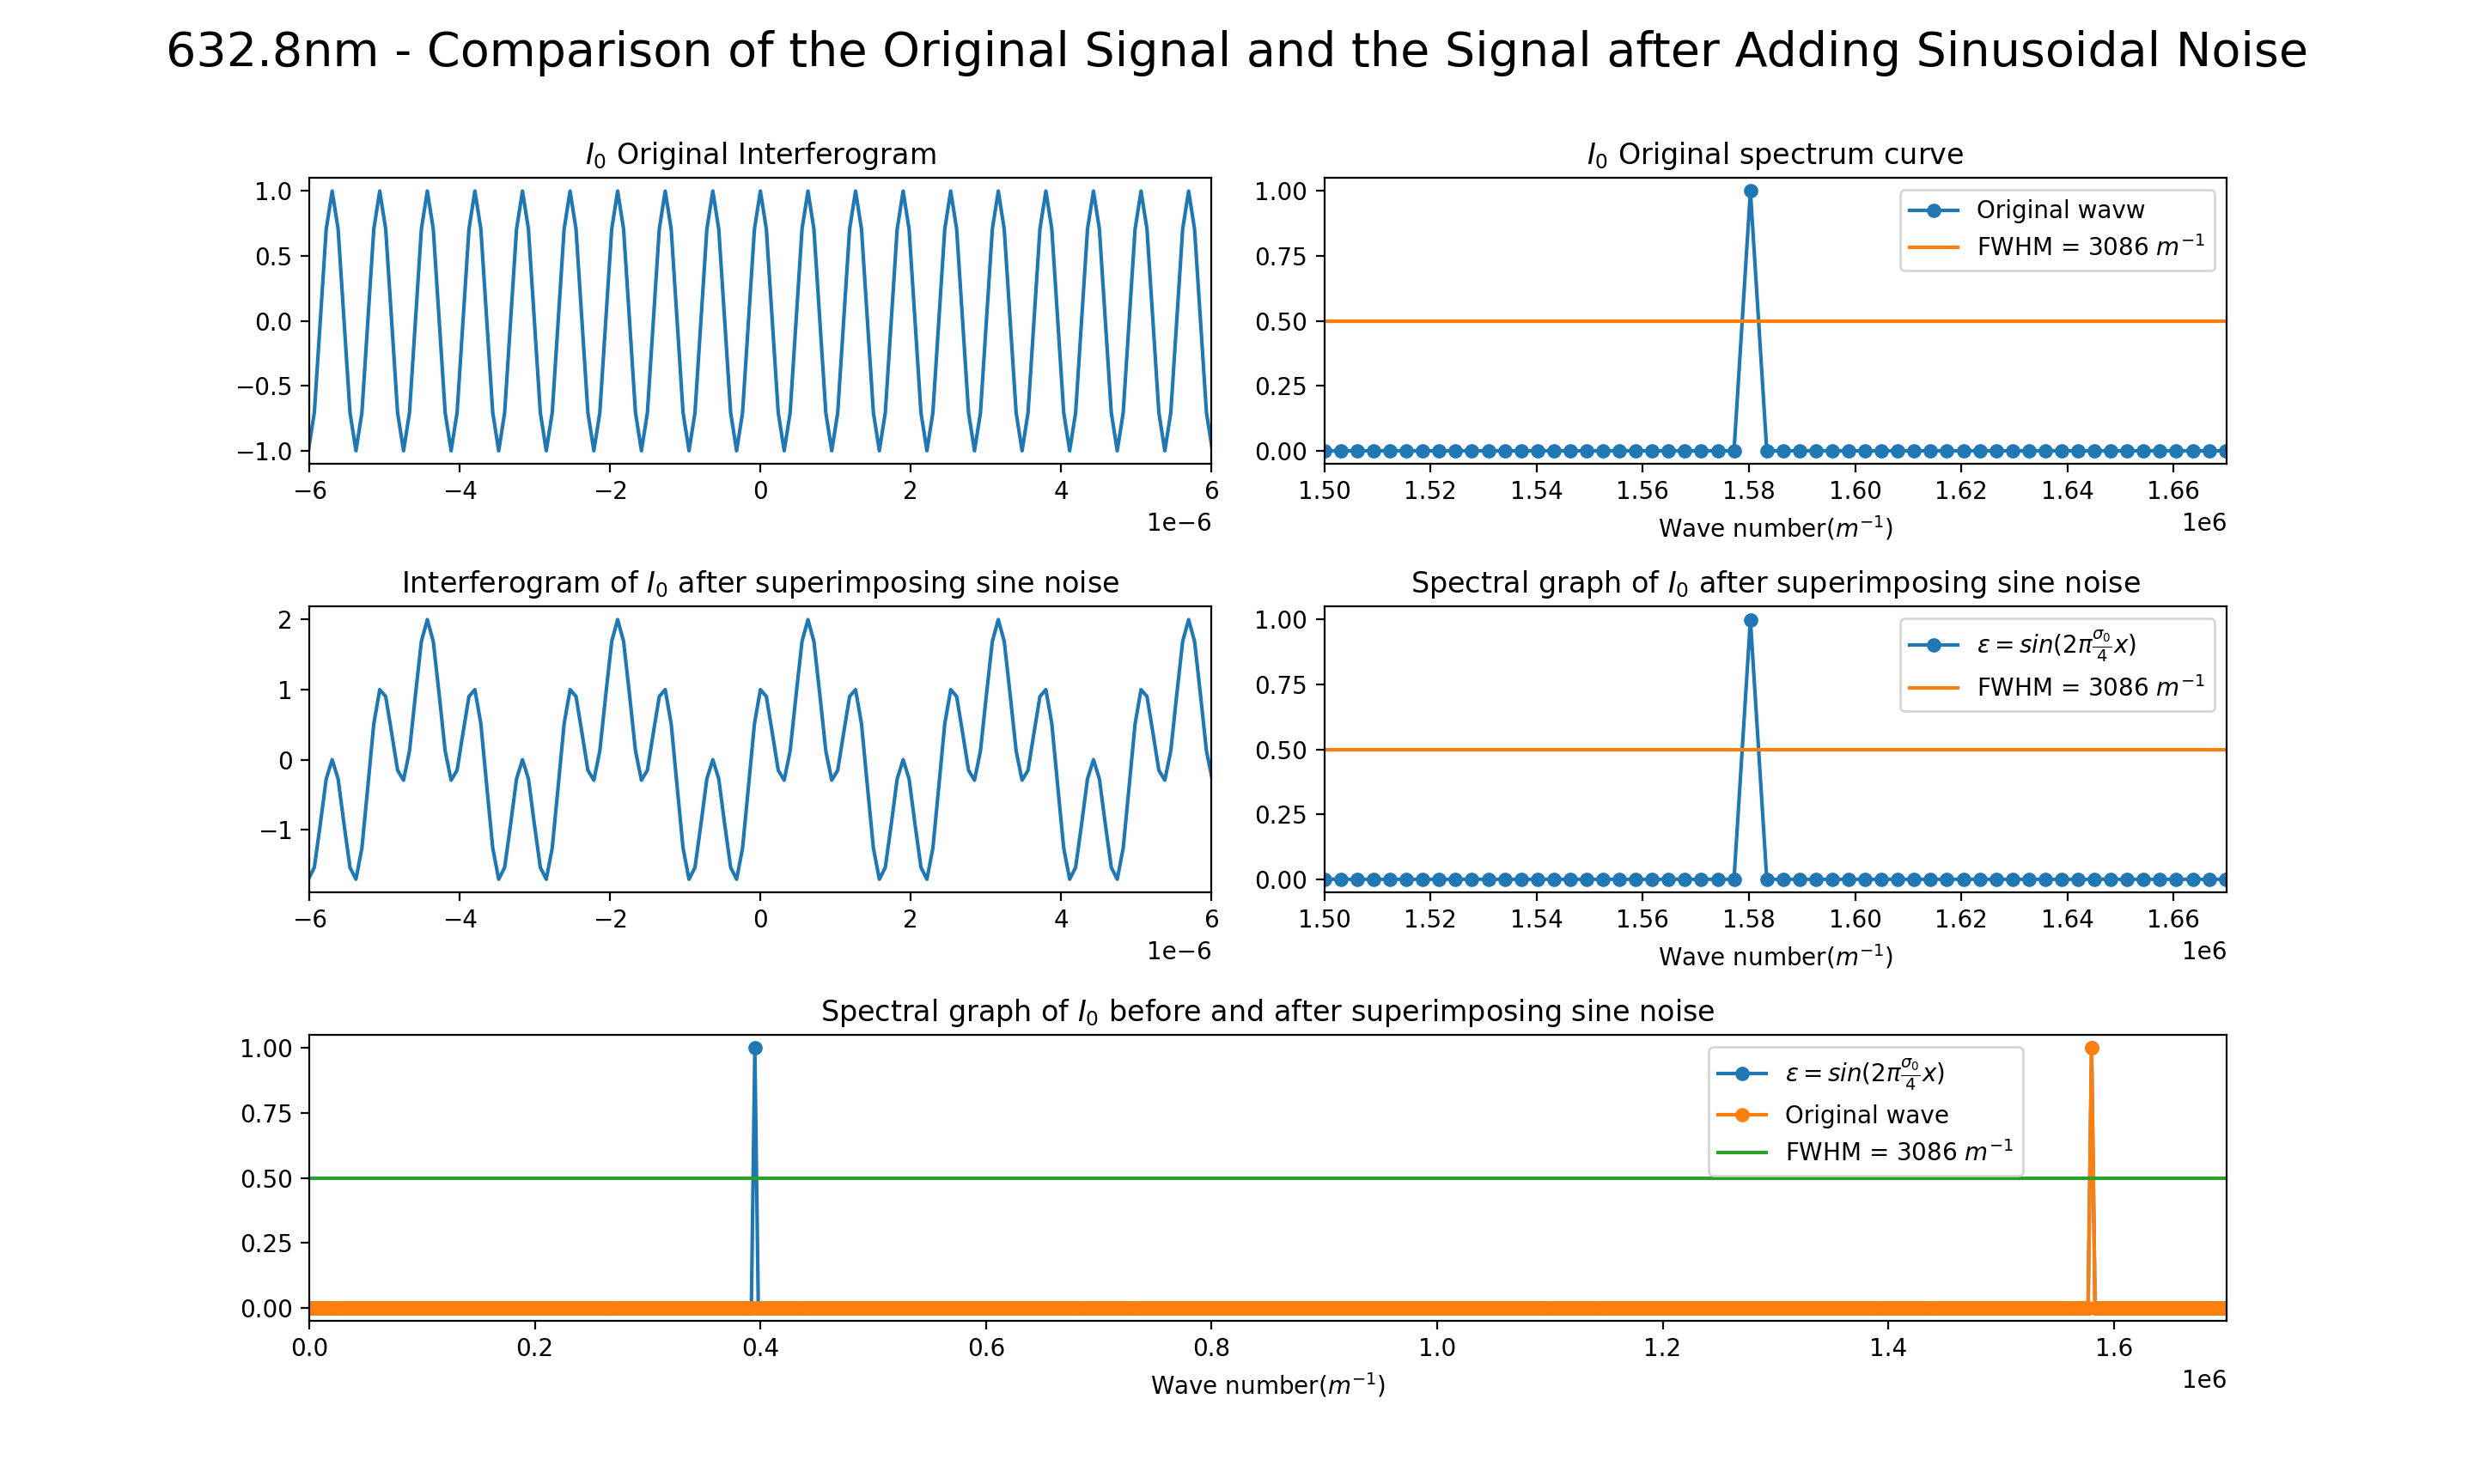 632.8nm - Comparison of the Original Signal and the Signal after Adding Sinusoidal Noise
I₀ Original Interferogram
1.0
0.5
0.0
−0.5
−1.0
−6 −4 −2 0 2 4 6
1e−6
I₀ Original spectrum curve
1.00
0.75
0.50
0.25
0.00
Original wavw
FWHM = 3086 m⁻¹
1.50 1.52 1.54 1.56 1.58 1.60 1.62 1.64 1.66
Wave number(m⁻¹)
1e6
Interferogram of I₀ after superimposing sine noise
2
1
0
−1
−6 −4 −2 0 2 4 6
1e−6
Spectral graph of I₀ after superimposing sine noise
1.00
0.75
0.50
0.25
0.00
ε = sin(2π σ₀/4 x)
FWHM = 3086 m⁻¹
1.50 1.52 1.54 1.56 1.58 1.60 1.62 1.64 1.66
Wave number(m⁻¹)
1e6
Spectral graph of I₀ before and after superimposing sine noise
1.00
0.75
0.50
0.25
0.00
ε = sin(2π σ₀/4 x)
Original wave
FWHM = 3086 m⁻¹
0.0 0.2 0.4 0.6 0.8 1.0 1.2 1.4 1.6
Wave number(m⁻¹)
1e6